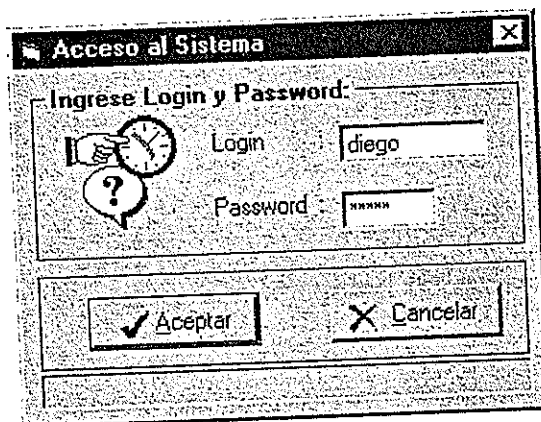 Acceso al Sistema
Ingrese Login y Password:
Login : diego
?
Password : *****
Aceptar
Cancelar